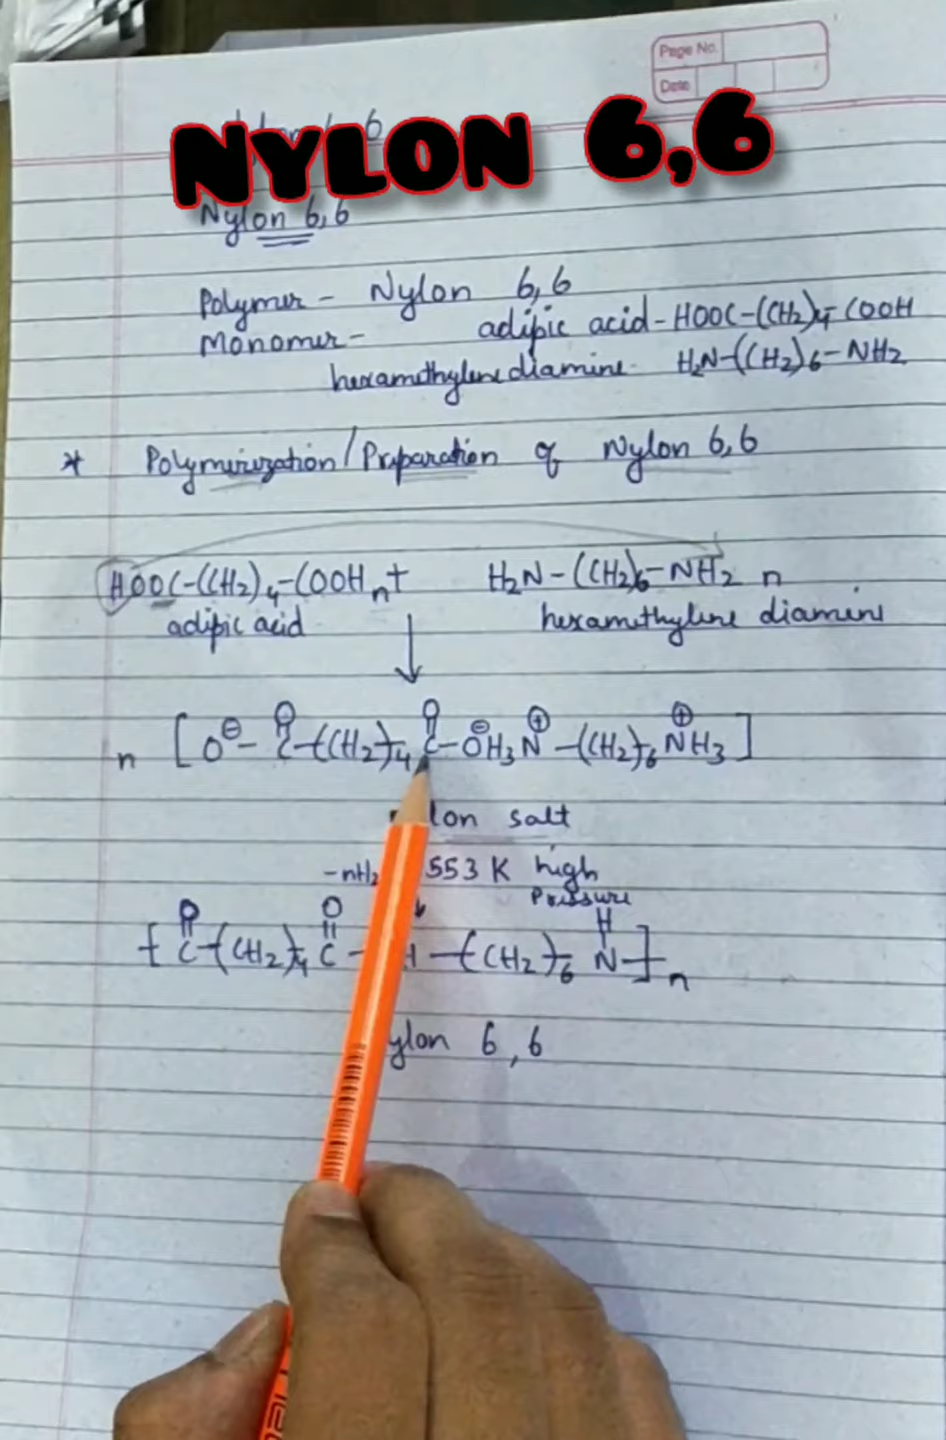 Page No.
Date
NYLON 6,6
Nylon 6,6
Polymer - Nylon 6,6
Monomer - adipic acid - HOOC-(CH2)4-COOH
hexamethylene diamine - H2N-(CH2)6-NH2
* Polymerization/Preparation of Nylon 6,6
HOOC-(CH2)4-COOH n + H2N-(CH2)6-NH2 n
adipic acid hexamethylene diamine
n [O⊖-C(=O)-(CH2)4-C(=O)-O⊖ H3N⊕-(CH2)6-N⊕H3]
lon salt
-nH2 553 K high
Pressure
[C(=O)-(CH2)4-C(=O)- H -(CH2)6-N(H)-]n
ylon 6,6